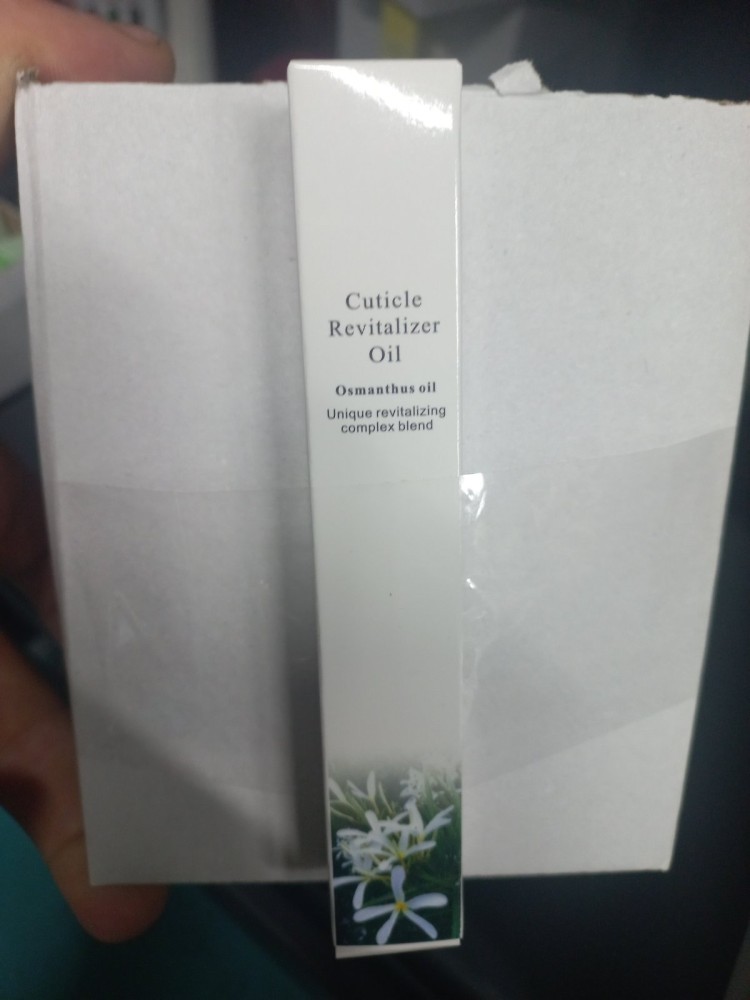 Cuticle
Revitalizer
Oil
Osmanthus oil
Unique revitalizing
complex blend